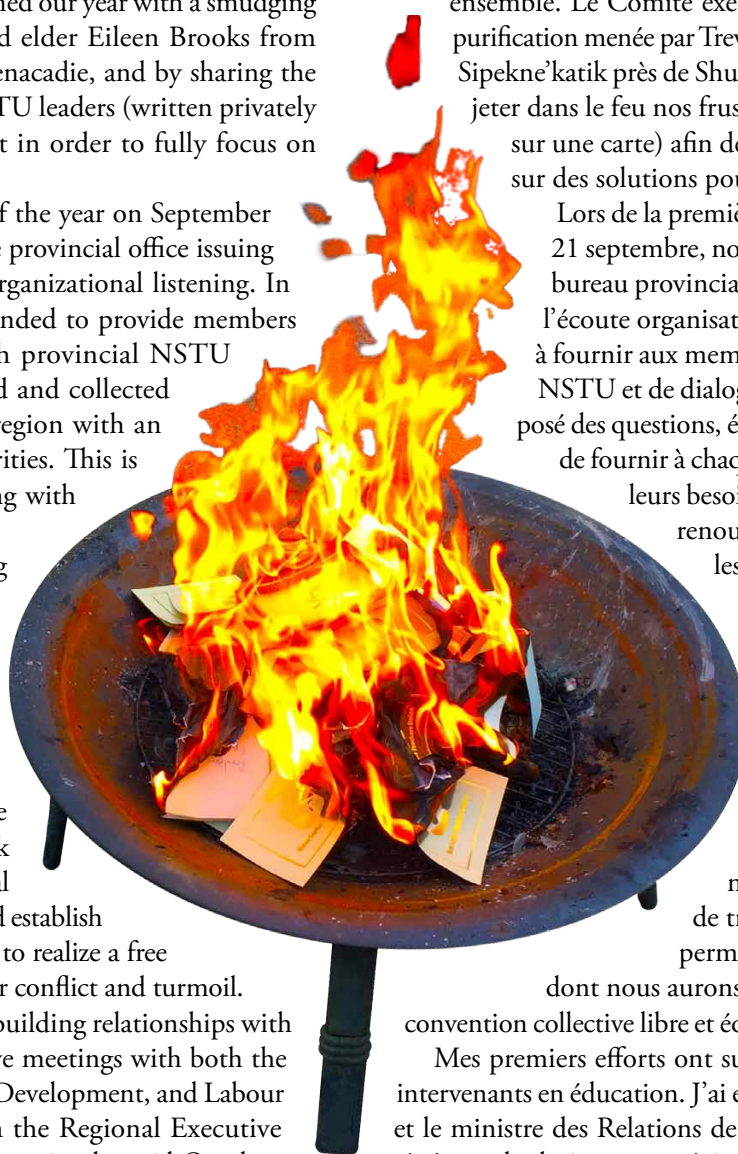 ned our year with a smudging
d elder Eileen Brooks from
enacadie, and by sharing the
TU leaders (written privately
t in order to fully focus on
f the year on September
e provincial office issuing
rganizational listening. In
nded to provide members
h provincial NSTU
d and collected
region with an
rities. This is
ng with
g
e
k
al
d establish
to realize a free
r conflict and turmoil.
building relationships with
ve meetings with both the
Development, and Labour
n the Regional Executive
ensemble. Le Comité exé
purification menée par Trev
Sipekne’katik près de Shu
jeter dans le feu nos frus
sur une carte) afin de
sur des solutions pou
Lors de la premiè
21 septembre, no
bureau provincia
l’écoute organisat
à fournir aux mem
NSTU et de dialog
posé des questions, é
de fournir à chaq
leurs besoi
renou
les
n
de tr
perm
dont nous aurons
convention collective libre et éq
Mes premiers efforts ont su
intervenants en éducation. J’ai e
et le ministre des Relations de